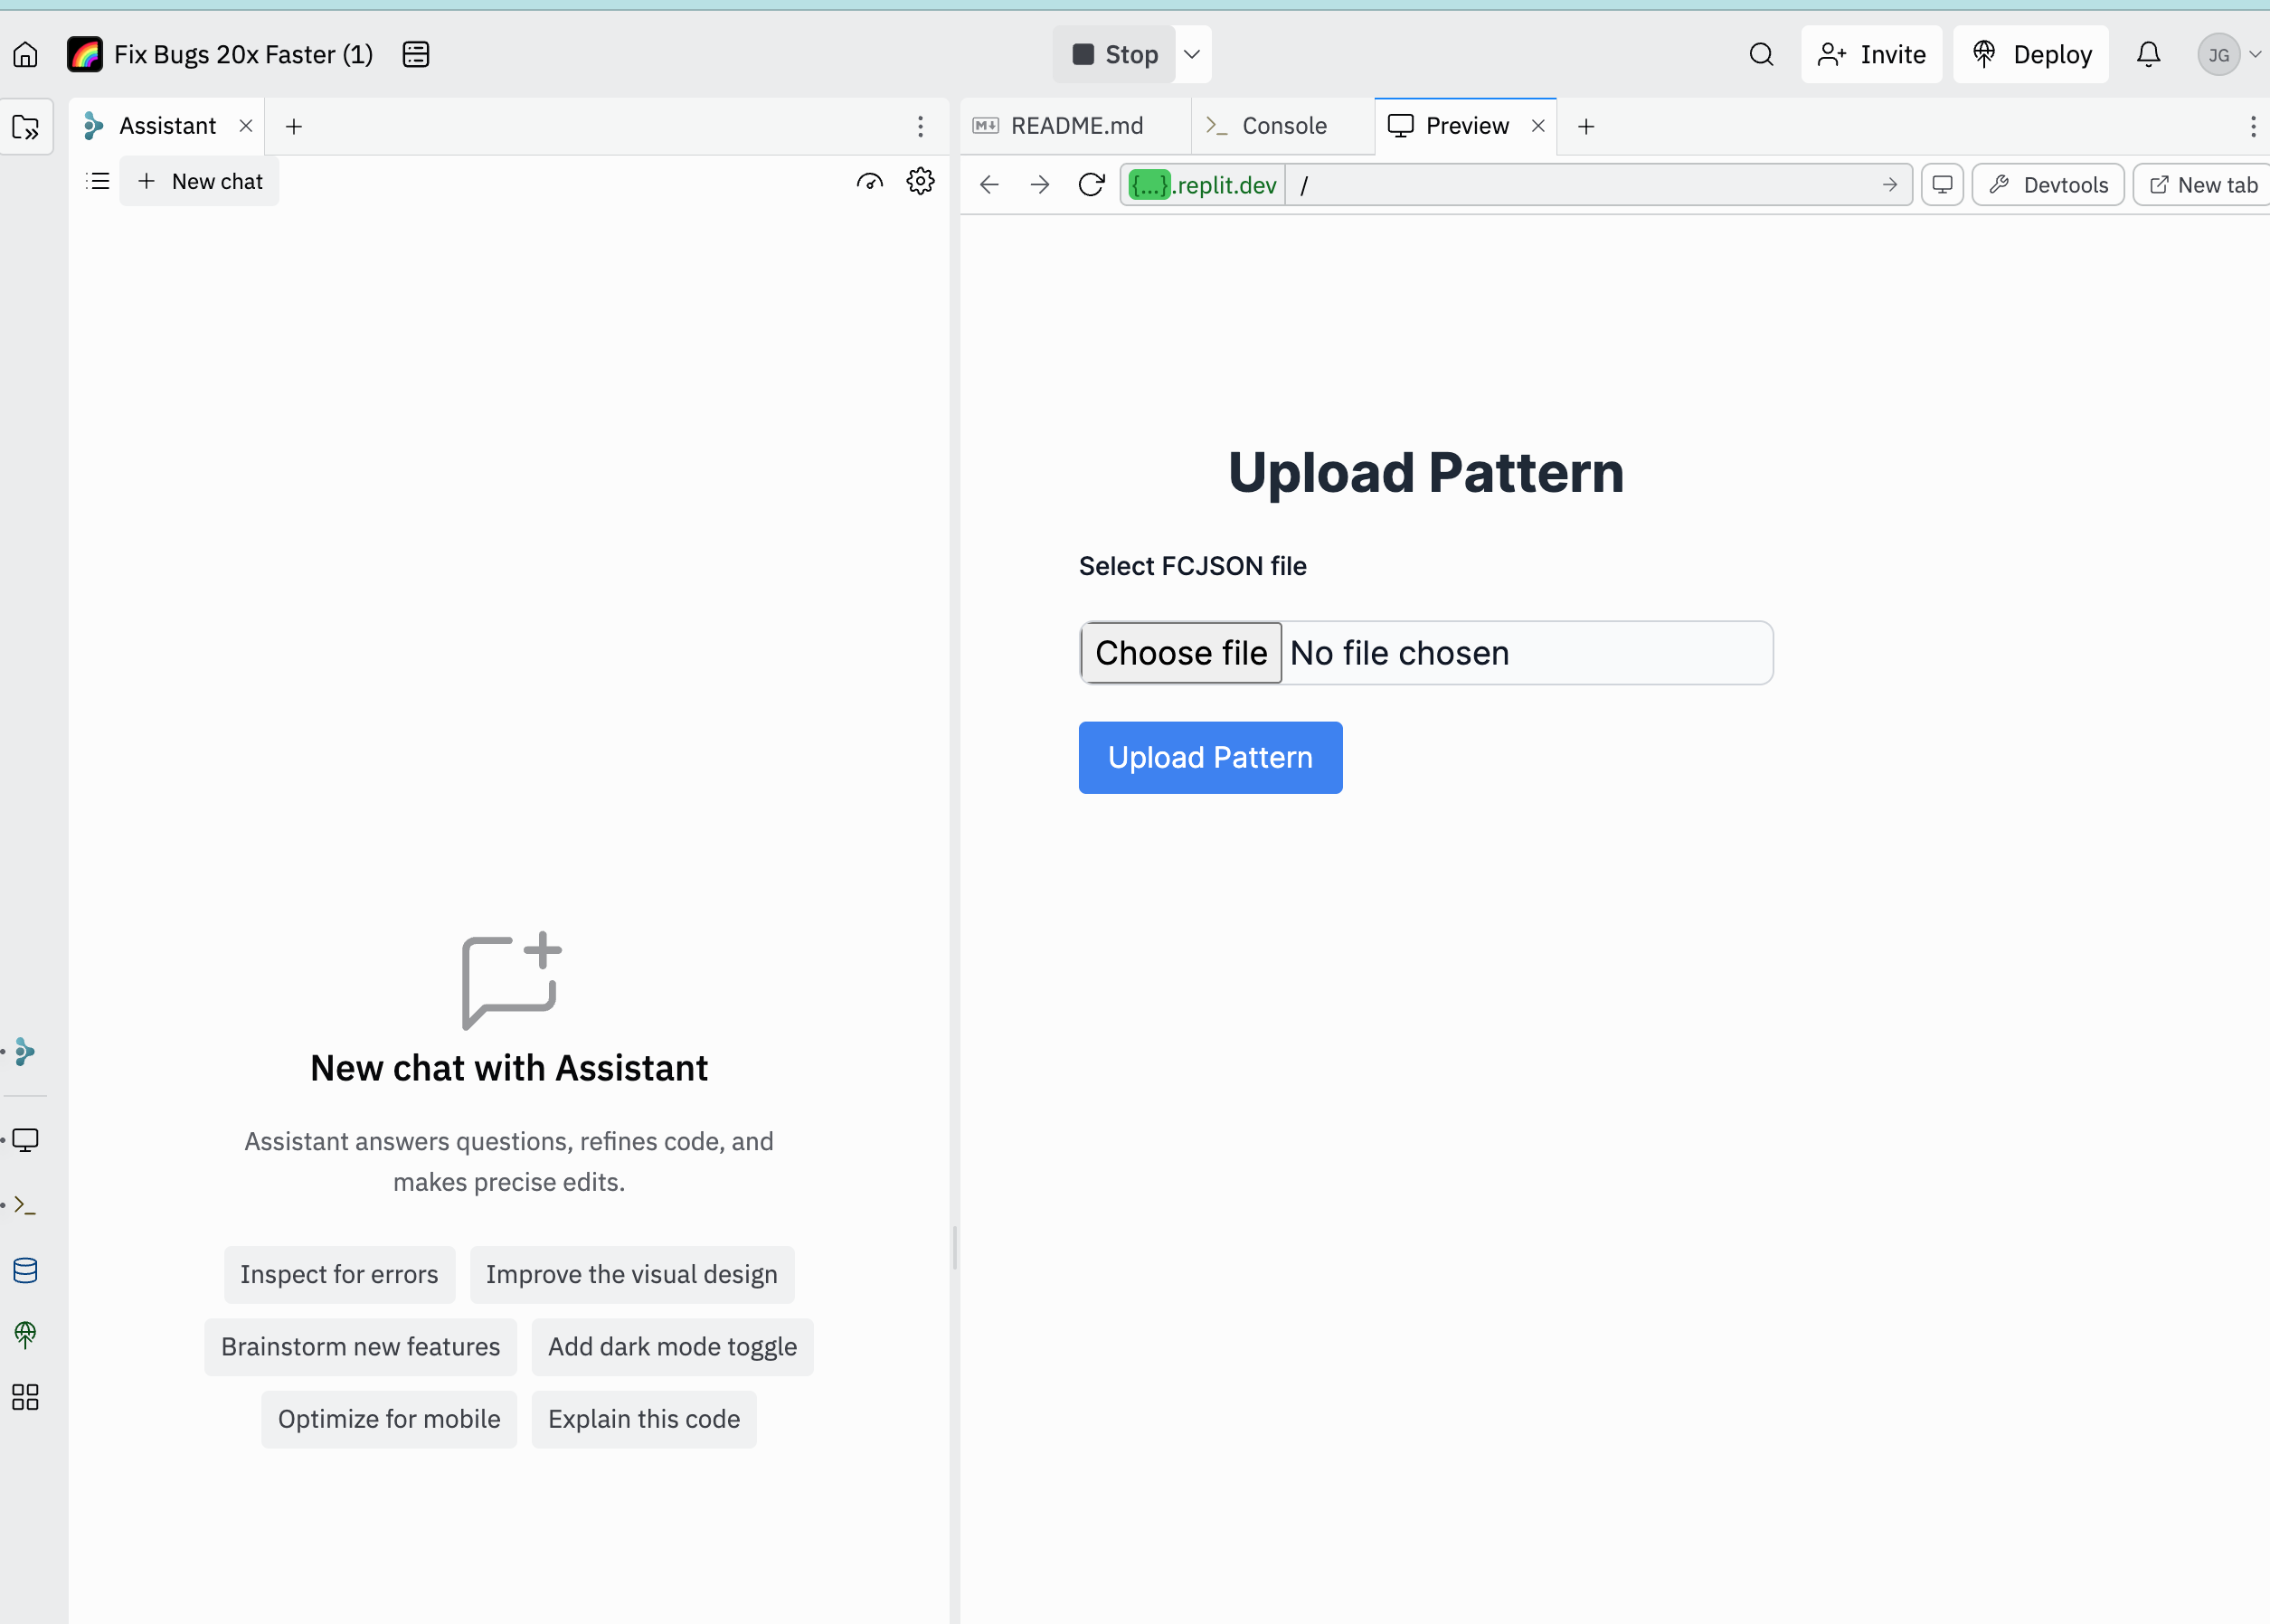 Fix Bugs 20x Faster (1)
Stop
Invite
Deploy
JG
Assistant
New chat
README.md
Console
Preview
{...}.replit.dev
/
Devtools
New tab
Upload Pattern
Select FCJSON file
Choose file No file chosen
Upload Pattern
New chat with Assistant
Assistant answers questions, refines code, and
makes precise edits.
Inspect for errors
Improve the visual design
Brainstorm new features
Add dark mode toggle
Optimize for mobile
Explain this code